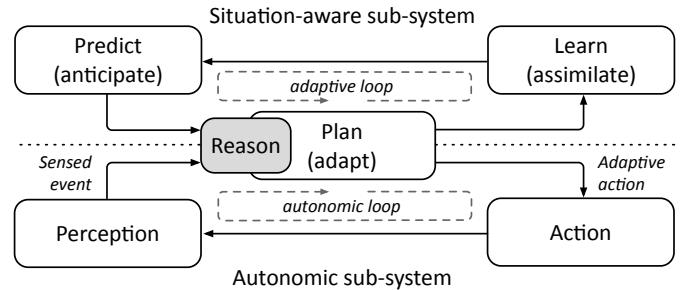 Situation-aware sub-system
Predict
(anticipate)
Learn
(assimilate)
adaptive loop
Reason
Plan
(adapt)
Sensed
event
Adaptive
action
autonomic loop
Perception
Action
Autonomic sub-system